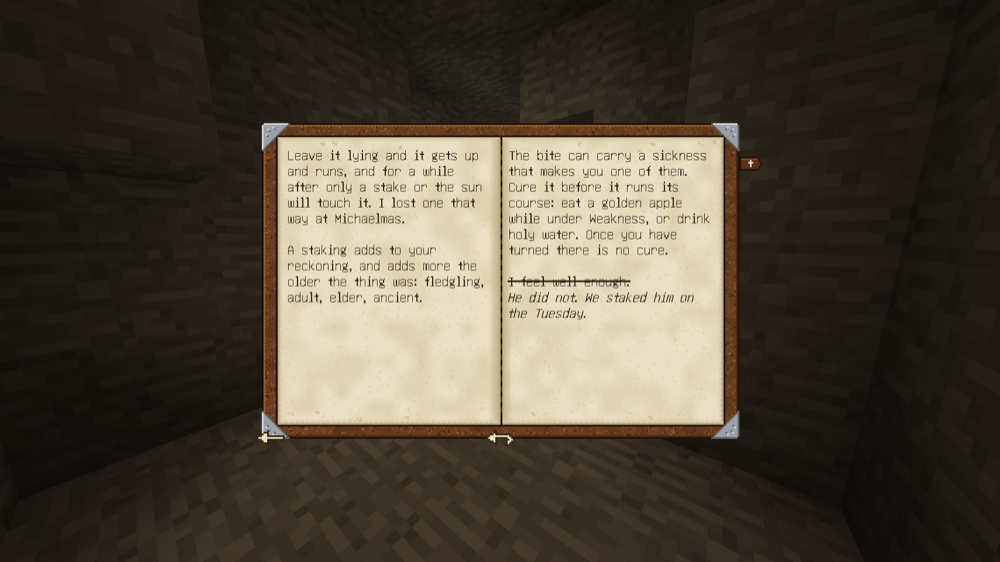 Leave it lying and it gets up
and runs, and for a while
after only a stake or the sun
will touch it. I lost one that
way at Michaelmas.
A staking adds to your
reckoning, and adds more the
older the thing was: fledgling,
adult, elder, ancient.
The bite can carry a sickness
that makes you one of them.
Cure it before it runs its
course: eat a golden apple
while under Weakness, or drink
holy water. Once you have
turned there is no cure.
I feel well enough.
He did not. We staked him on
the Tuesday.